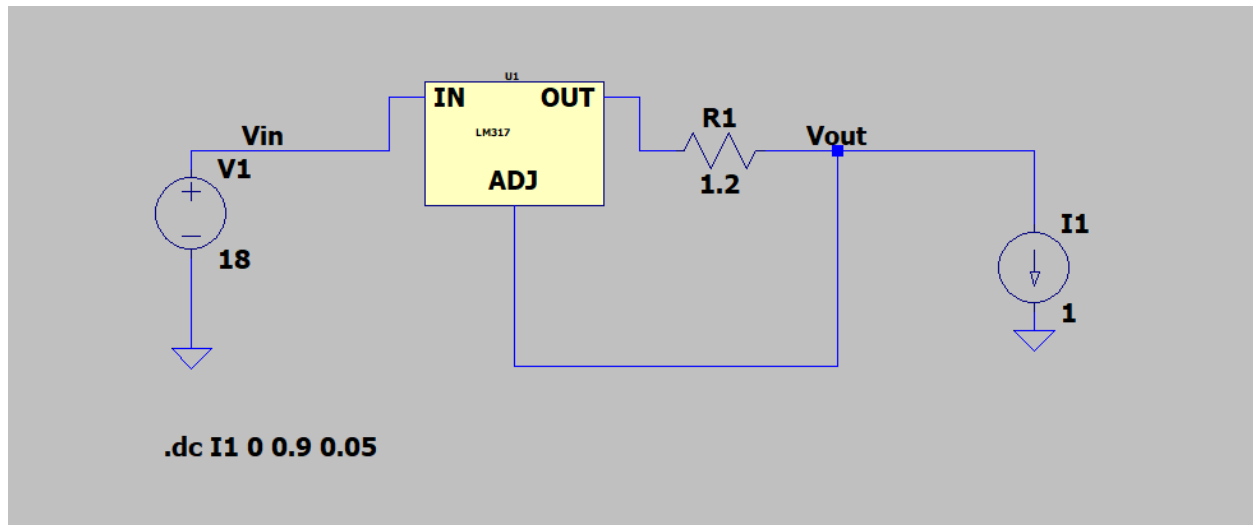 U1
IN OUT
LM317
ADJ
Vin
V1
18
R1
1.2
Vout
I1
1
.dc I1 0 0.9 0.05